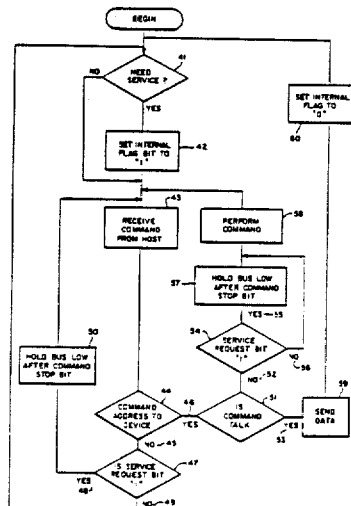 BEGIN
41
NO
NEED
SERVICE ?
YES
SET INTERNAL
FLAG TO
"0"
60
SET INTERNAL
FLAG BIT TO
"1"
42
43
RECEIVE
COMMAND
FROM HOST
PERFORM
COMMAND
58
57
HOLD BUS LOW
AFTER COMMAND
STOP BIT
YES
55
54
SERVICE
REQUEST BIT
NO
56
50
HOLD BUS LOW
AFTER COMMAND
STOP BIT
NO
52
44
51
59
COMMAND
ADDRESS TO
DEVICE
46
YES
IS
COMMAND
TALK
YES
53
SEND
DATA
NO
45
47
IS SERVICE
REQUEST BIT
YES
48
NO
49